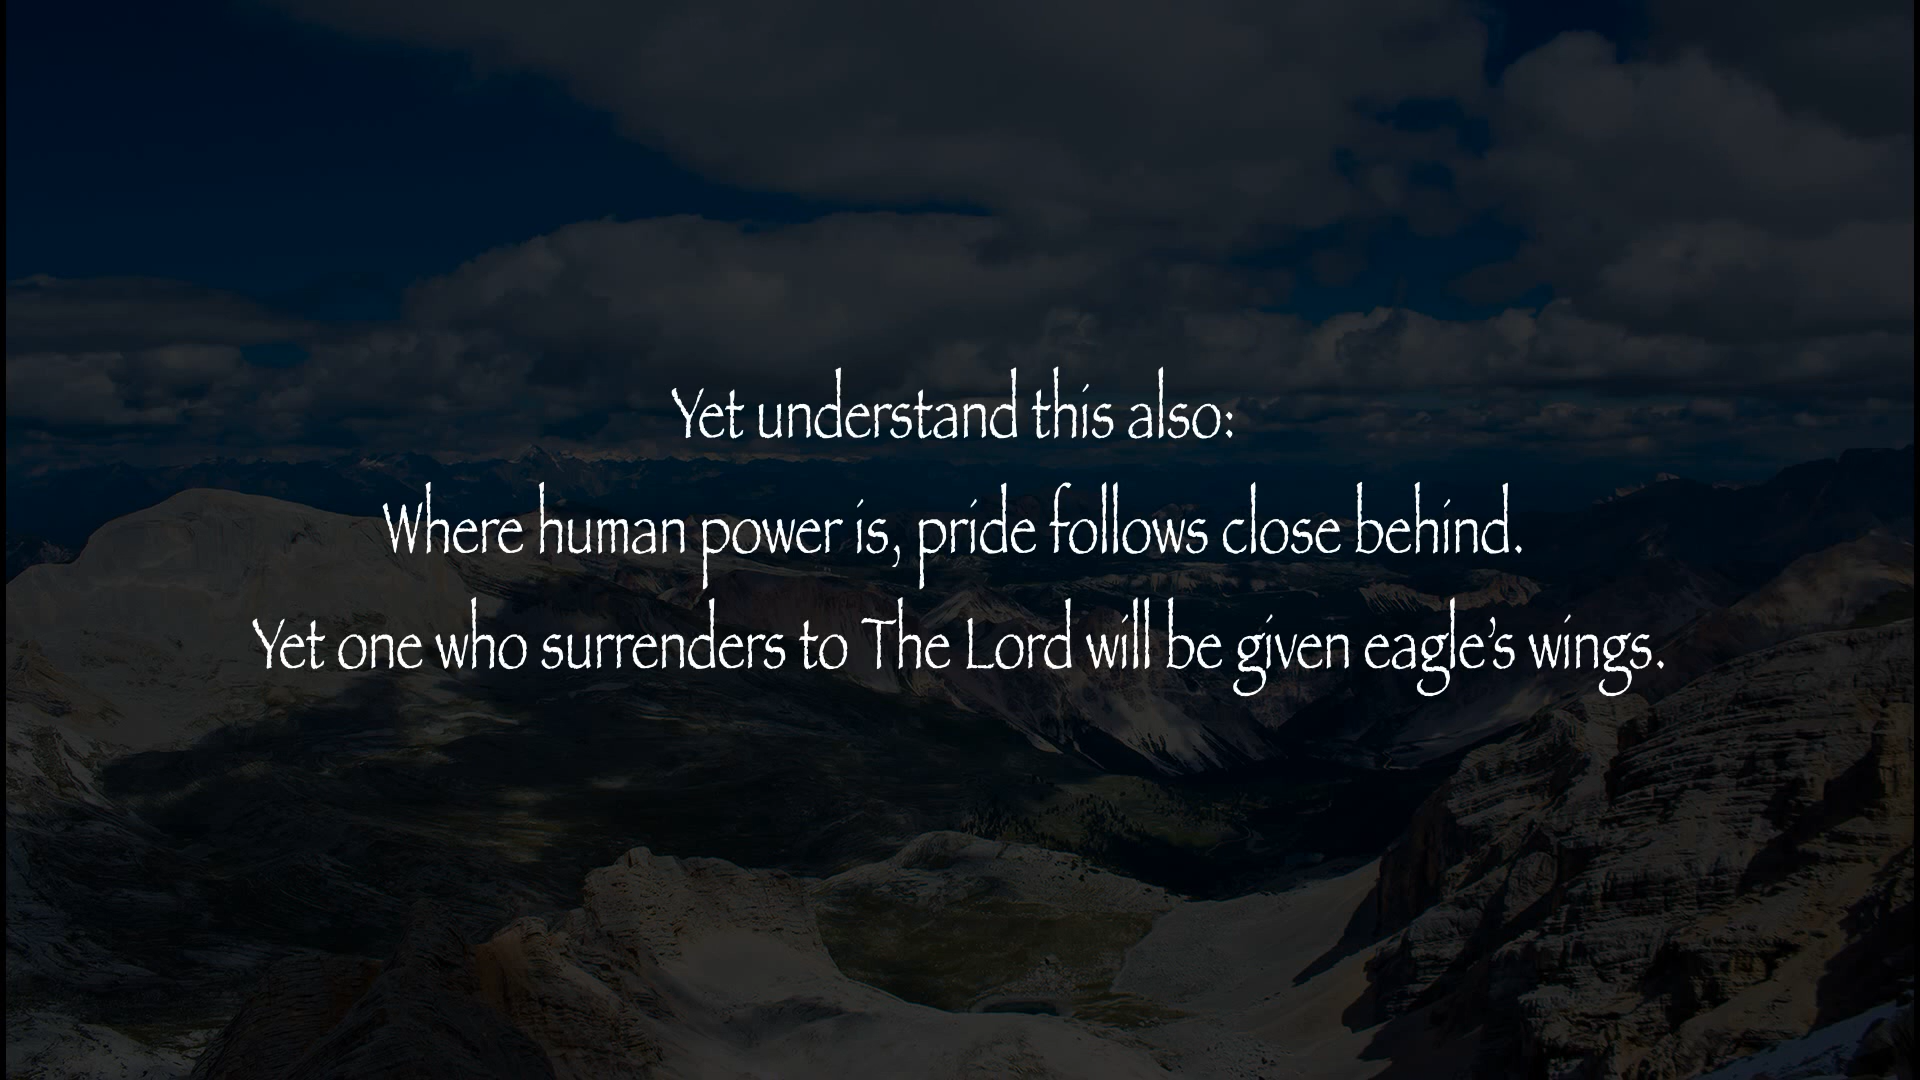 Yet understand this also:
Where human power is, pride follows close behind.
Yet one who surrenders to The Lord will be given eagle’s wings.